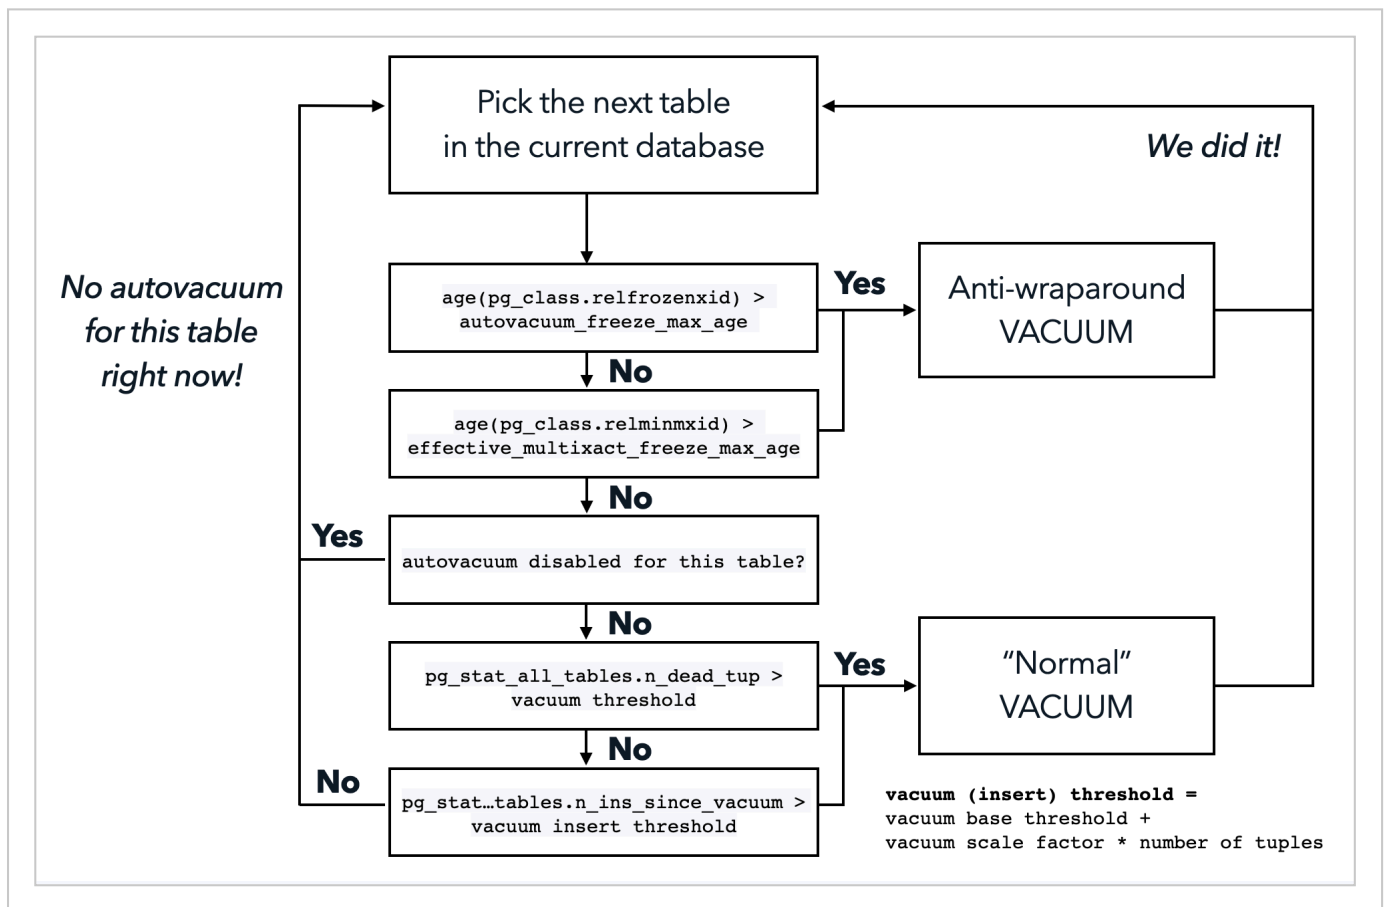 Pick the next table
in the current database
We did it!
No autovacuum
for this table
right now!
age(pg_class.relfrozenxid) >
autovacuum_freeze_max_age
Yes
Anti-wraparound
VACUUM
No
age(pg_class.relminmxid) >
effective_multixact_freeze_max_age
No
Yes
autovacuum disabled for this table?
No
pg_stat_all_tables.n_dead_tup >
vacuum threshold
Yes
“Normal”
VACUUM
No
No
pg_stat…tables.n_ins_since_vacuum >
vacuum insert threshold
vacuum (insert) threshold =
vacuum base threshold +
vacuum scale factor * number of tuples